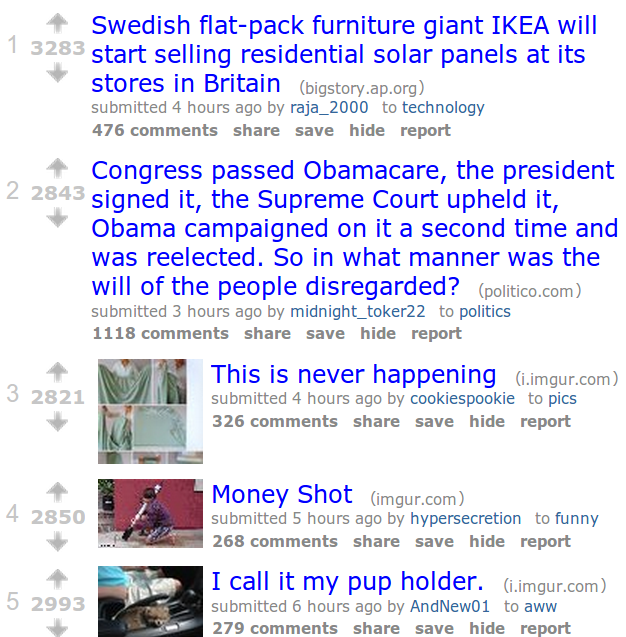 1
3283
Swedish flat-pack furniture giant IKEA will
start selling residential solar panels at its
stores in Britain (bigstory.ap.org)
submitted 4 hours ago by raja_2000 to technology
476 comments share save hide report
2
2843
Congress passed Obamacare, the president
signed it, the Supreme Court upheld it,
Obama campaigned on it a second time and
was reelected. So in what manner was the
will of the people disregarded? (politico.com)
submitted 3 hours ago by midnight_toker22 to politics
1118 comments share save hide report
3
2821
This is never happening (i.imgur.com)
submitted 4 hours ago by cookiespookie to pics
326 comments share save hide report
4
2850
Money Shot (imgur.com)
submitted 5 hours ago by hypersecretion to funny
268 comments share save hide report
5
2993
I call it my pup holder. (i.imgur.com)
submitted 6 hours ago by AndNew01 to aww
279 comments share save hide report